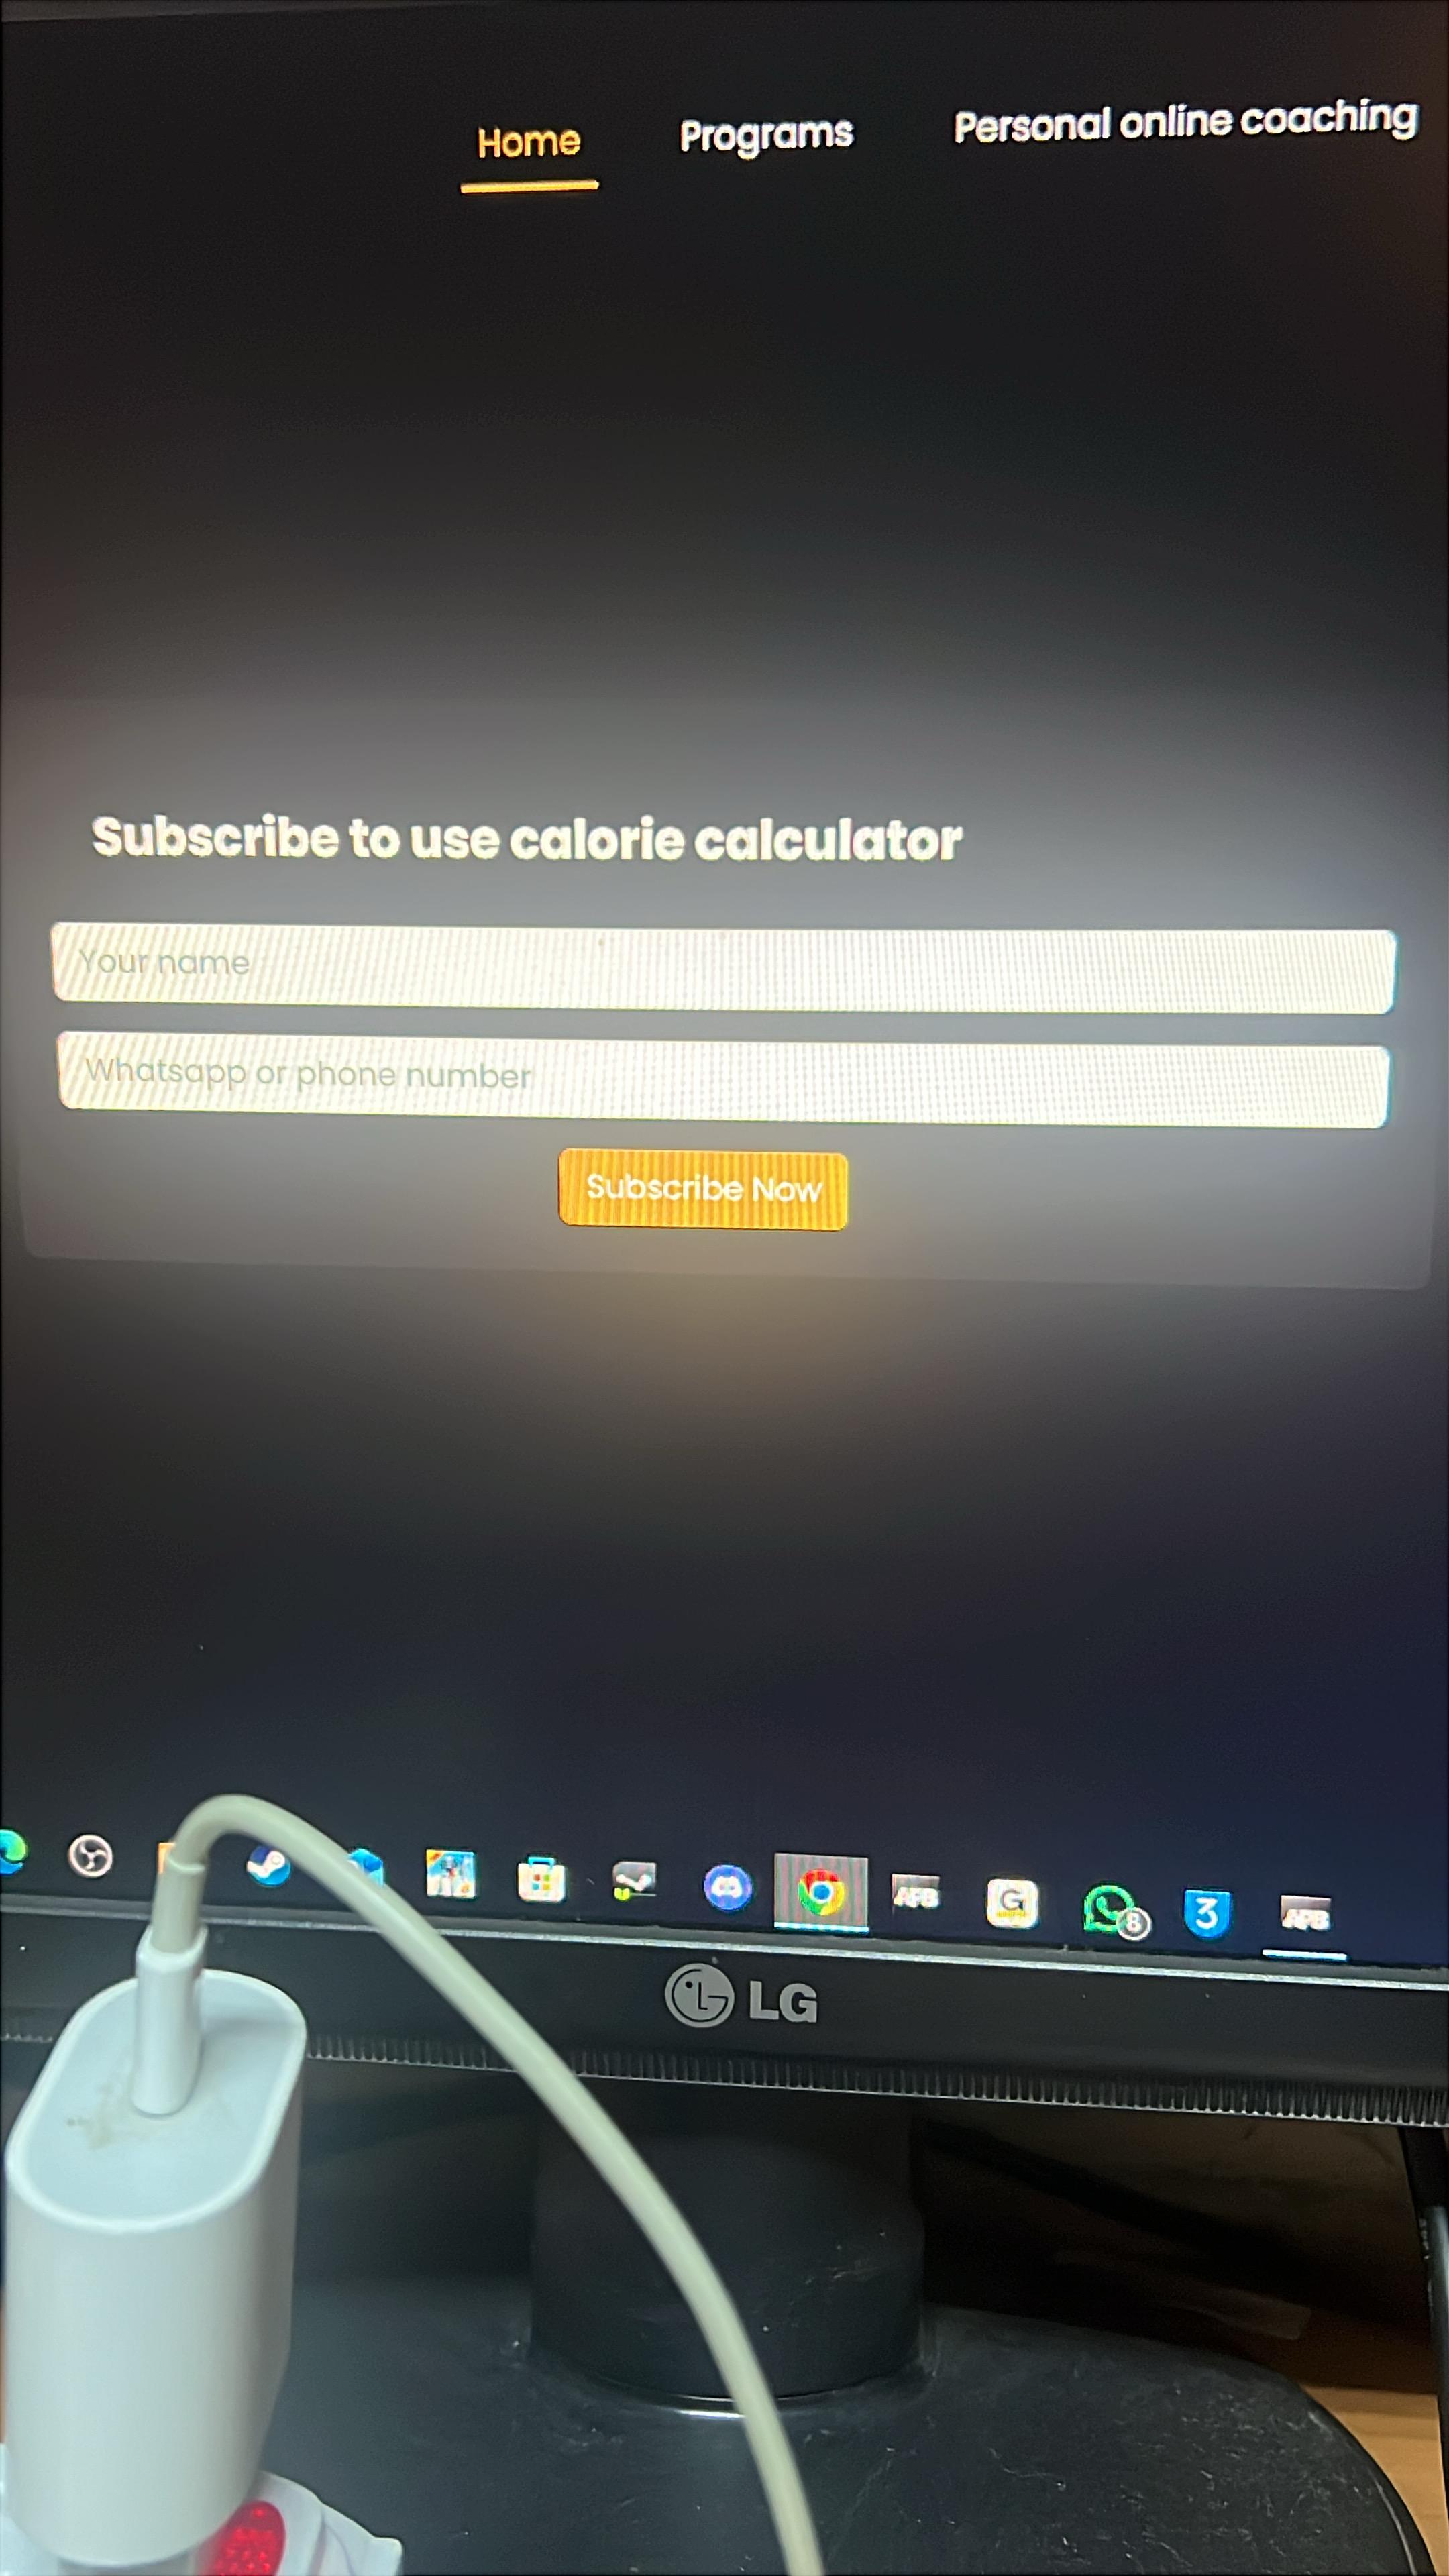 Home Programs Personal online coaching
Subscribe to use calorie calculator
Your name
Whatsapp or phone number
Subscribe Now
AFB G 8 3 AFB
LG